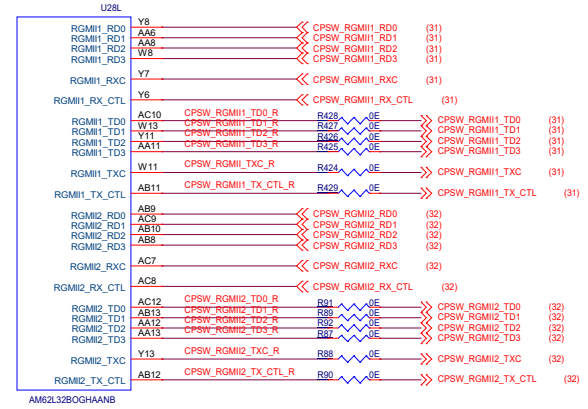 U28L
RGMII1_RD0 Y8 CPSW_RGMII1_RD0 (31)
RGMII1_RD1 AA6 CPSW_RGMII1_RD1 (31)
RGMII1_RD2 AA8 CPSW_RGMII1_RD2 (31)
RGMII1_RD3 W8 CPSW_RGMII1_RD3 (31)
RGMII1_RXC Y7 CPSW_RGMII1_RXC (31)
RGMII1_RX_CTL Y6 CPSW_RGMII1_RX_CTL (31)
RGMII1_TD0 AC10 CPSW_RGMII1_TD0_R R428 0E CPSW_RGMII1_TD0 (31)
RGMII1_TD1 W13 CPSW_RGMII1_TD1_R R427 0E CPSW_RGMII1_TD1 (31)
RGMII1_TD2 Y11 CPSW_RGMII1_TD2_R R426 0E CPSW_RGMII1_TD2 (31)
RGMII1_TD3 AA11 CPSW_RGMII1_TD3_R R425 0E CPSW_RGMII1_TD3 (31)
RGMII1_TXC W11 CPSW_RGMII_TXC_R R424 0E CPSW_RGMII1_TXC (31)
RGMII1_TX_CTL AB11 CPSW_RGMII1_TX_CTL_R R429 0E CPSW_RGMII1_TX_CTL (31)
RGMII2_RD0 AB9 CPSW_RGMII2_RD0 (32)
RGMII2_RD1 AC9 CPSW_RGMII2_RD1 (32)
RGMII2_RD2 AB10 CPSW_RGMII2_RD2 (32)
RGMII2_RD3 AB8 CPSW_RGMII2_RD3 (32)
RGMII2_RXC AC7 CPSW_RGMII2_RXC (32)
RGMII2_RX_CTL AC8 CPSW_RGMII2_RX_CTL (32)
RGMII2_TD0 AC12 CPSW_RGMII2_TD0_R R91 0E CPSW_RGMII2_TD0 (32)
RGMII2_TD1 AB13 CPSW_RGMII2_TD1_R R89 0E CPSW_RGMII2_TD1 (32)
RGMII2_TD2 AA12 CPSW_RGMII2_TD2_R R92 0E CPSW_RGMII2_TD2 (32)
RGMII2_TD3 AA13 CPSW_RGMII2_TD3_R R87 0E CPSW_RGMII2_TD3 (32)
RGMII2_TXC Y13 CPSW_RGMII2_TXC_R R88 0E CPSW_RGMII2_TXC (32)
RGMII2_TX_CTL AB12 CPSW_RGMII2_TX_CTL_R R90 0E CPSW_RGMII2_TX_CTL (32)
AM62L32BOGHAANB